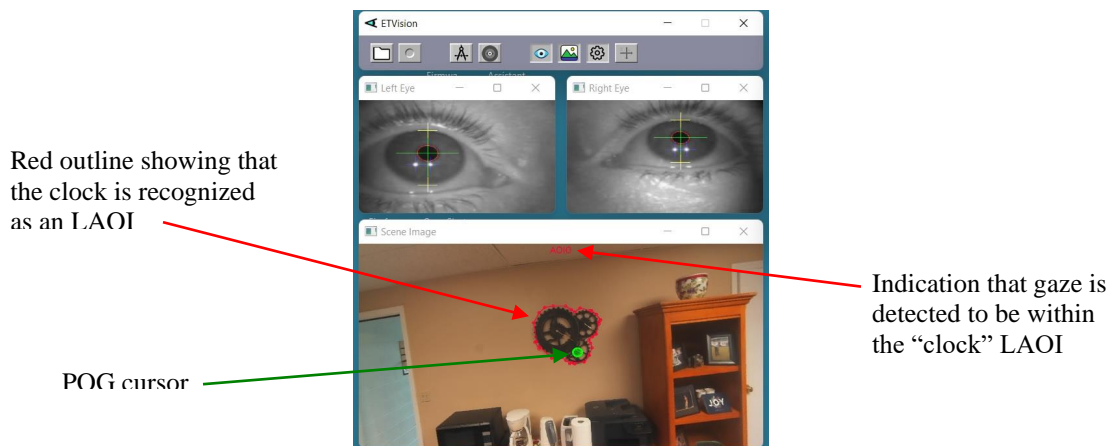 ETVision
Left Eye
Right Eye
Red outline showing that
the clock is recognized
as an LAOI
Scene Image
Indication that gaze is
detected to be within
the “clock” LAOI
POG cursor
JOY